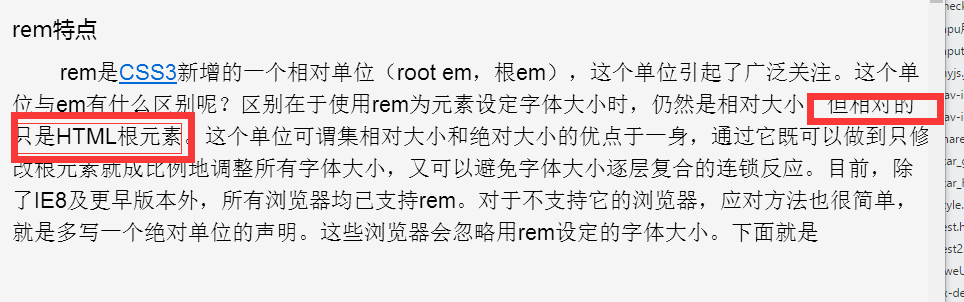 rem特点
rem是CSS3新增的一个相对单位（root em，根em），这个单位引起了广泛关注。这个单
位与em有什么区别呢？区别在于使用rem为元素设定字体大小时，仍然是相对大小，但相对的
只是HTML根元素。这个单位可谓集相对大小和绝对大小的优点于一身，通过它既可以做到只修
改根元素就成比例地调整所有字体大小，又可以避免字体大小逐层复合的连锁反应。目前，除
了IE8及更早版本外，所有浏览器均已支持rem。对于不支持它的浏览器，应对方法也很简单，
就是多写一个绝对单位的声明。这些浏览器会忽略用rem设定的字体大小。下面就是